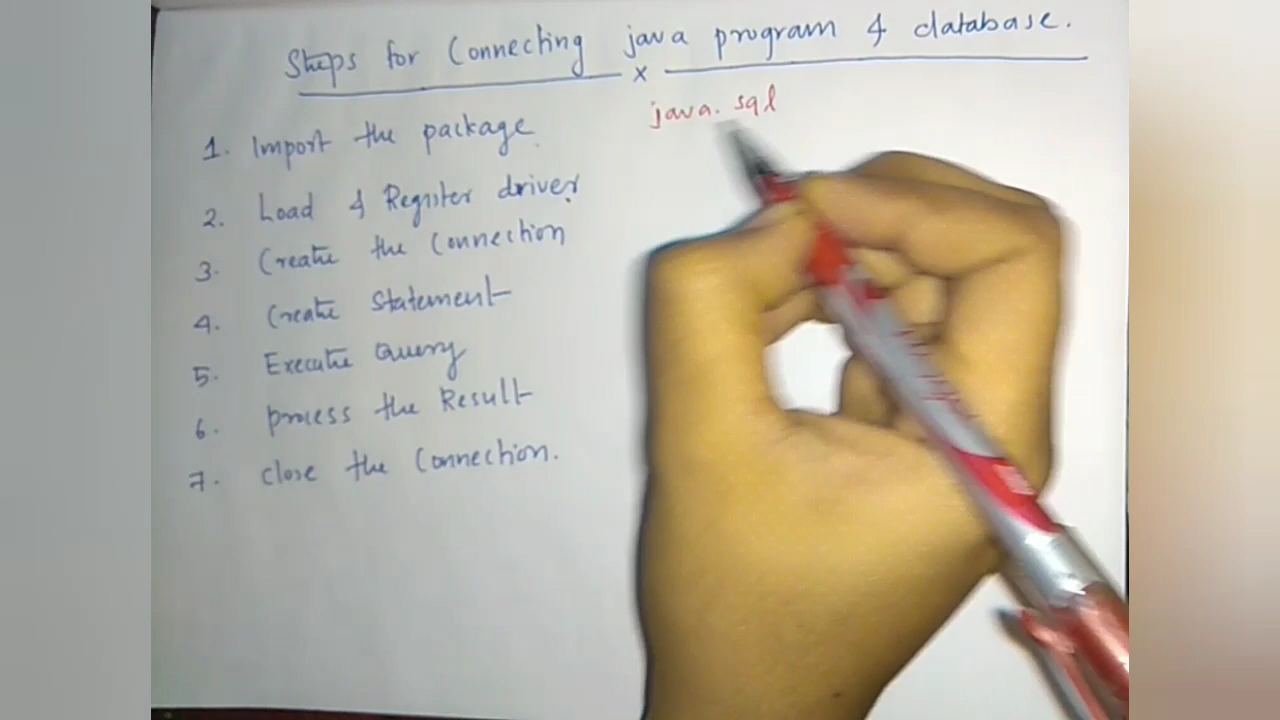 Steps for Connecting java program & database.
x
java.sql
1. Import the package.
2. Load & Register driver.
3. Create the Connection
4. Create Statement
5. Execute Query
6. process the Result
7. close the Connection.